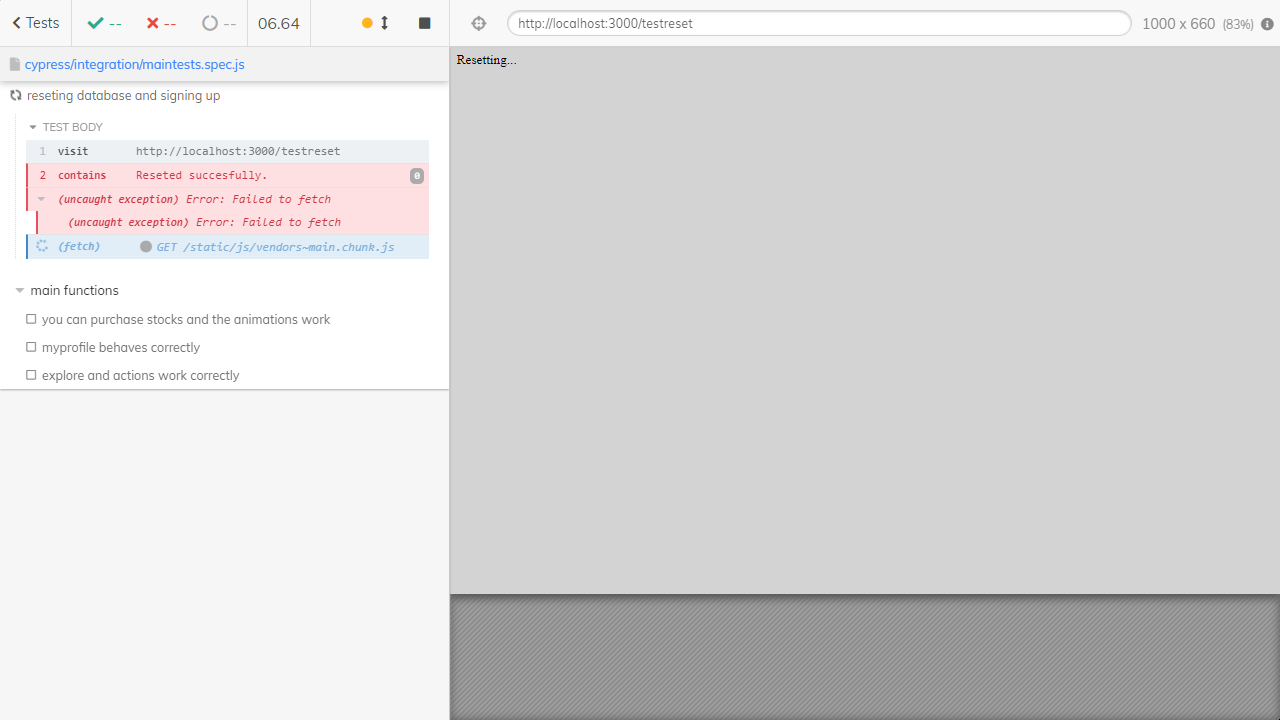 Tests -- -- -- 06.64
http://localhost:3000/testreset 1000 x 660 (83%)
cypress/integration/maintests.spec.js
reseting database and signing up
TEST BODY
1 visit http://localhost:3000/testreset
2 contains Reseted succesfully. 0
(uncaught exception) Error: Failed to fetch
(uncaught exception) Error: Failed to fetch
(fetch) GET /static/js/vendors~main.chunk.js
main functions
you can purchase stocks and the animations work
myprofile behaves correctly
explore and actions work correctly
Resetting...